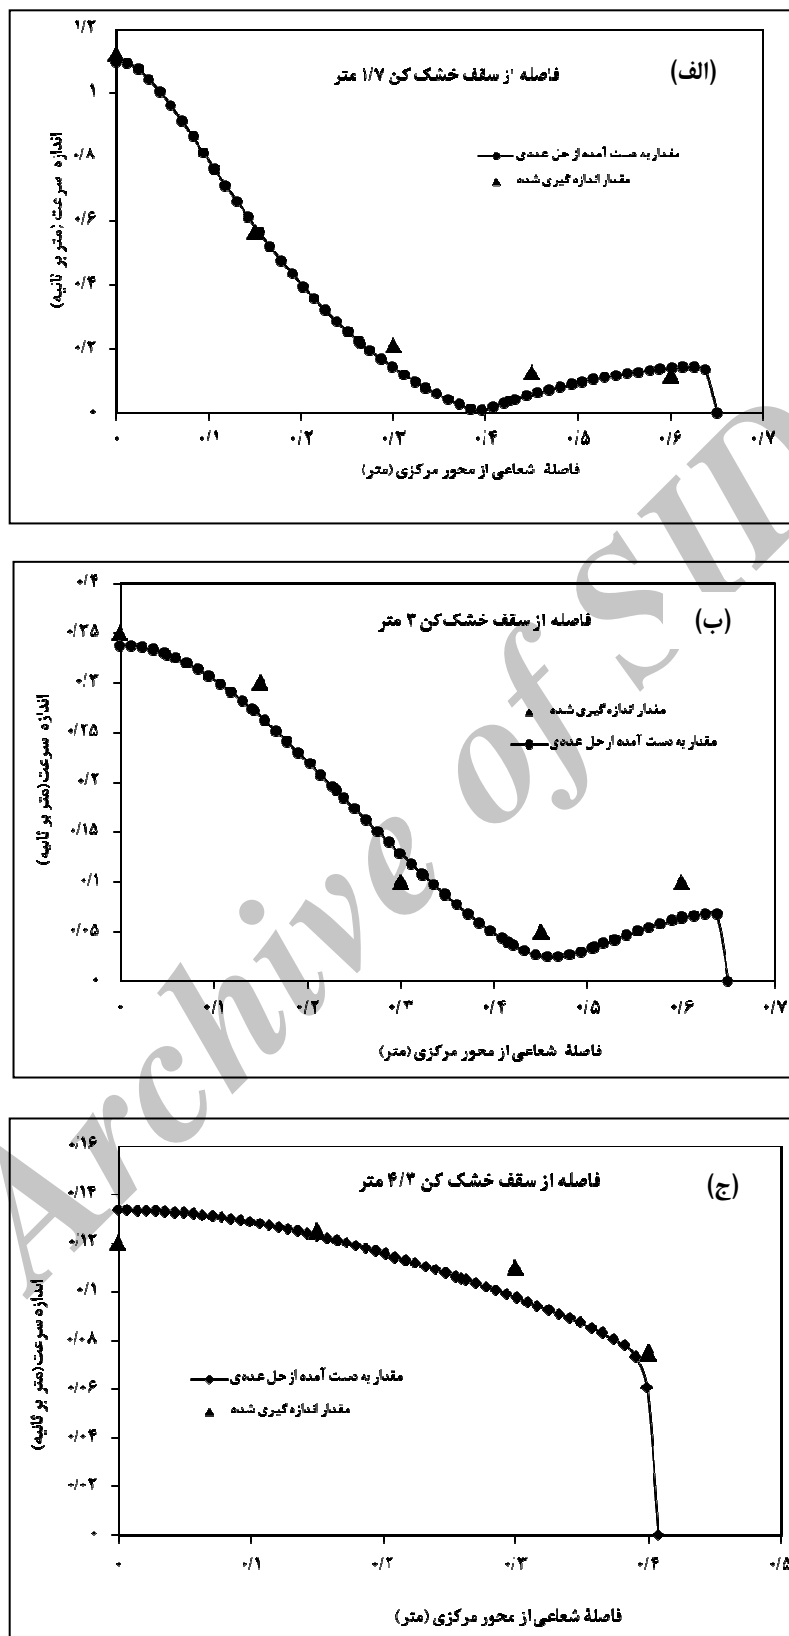 (الف)
فاصله از سقف خشک کن ۱/۷ متر
مقدار به دست آمده از حل عددی
مقدار اندازه گیری شده
اندازه سرعت (متر بر ثانیه)
۱/۲
۱
۰/۸
۰/۶
۰/۴
۰/۲
۰
۰ ۰/۱ ۰/۲ ۰/۳ ۰/۴ ۰/۵ ۰/۶ ۰/۷
فاصلهٔ شعاعی از محور مرکزی (متر)
(ب)
فاصله از سقف خشک کن ۳ متر
مقدار اندازه گیری شده
مقدار به دست آمده از حل عددی
اندازه سرعت (متر بر ثانیه)
۰/۴
۰/۳۵
۰/۳
۰/۲۵
۰/۲
۰/۱۵
۰/۱
۰/۰۵
۰
۰ ۰/۱ ۰/۲ ۰/۳ ۰/۴ ۰/۵ ۰/۶ ۰/۷
فاصلهٔ شعاعی از محور مرکزی (متر)
(ج)
فاصله از سقف خشک کن ۴/۳ متر
مقدار به دست آمده از حل عددی
مقدار اندازه گیری شده
اندازه سرعت (متر بر ثانیه)
۰/۱۶
۰/۱۴
۰/۱۲
۰/۱
۰/۰۸
۰/۰۶
۰/۰۴
۰/۰۲
۰
۰ ۰/۱ ۰/۲ ۰/۳ ۰/۴ ۰/۵
فاصلهٔ شعاعی از محور مرکزی (متر)
Archive of SID